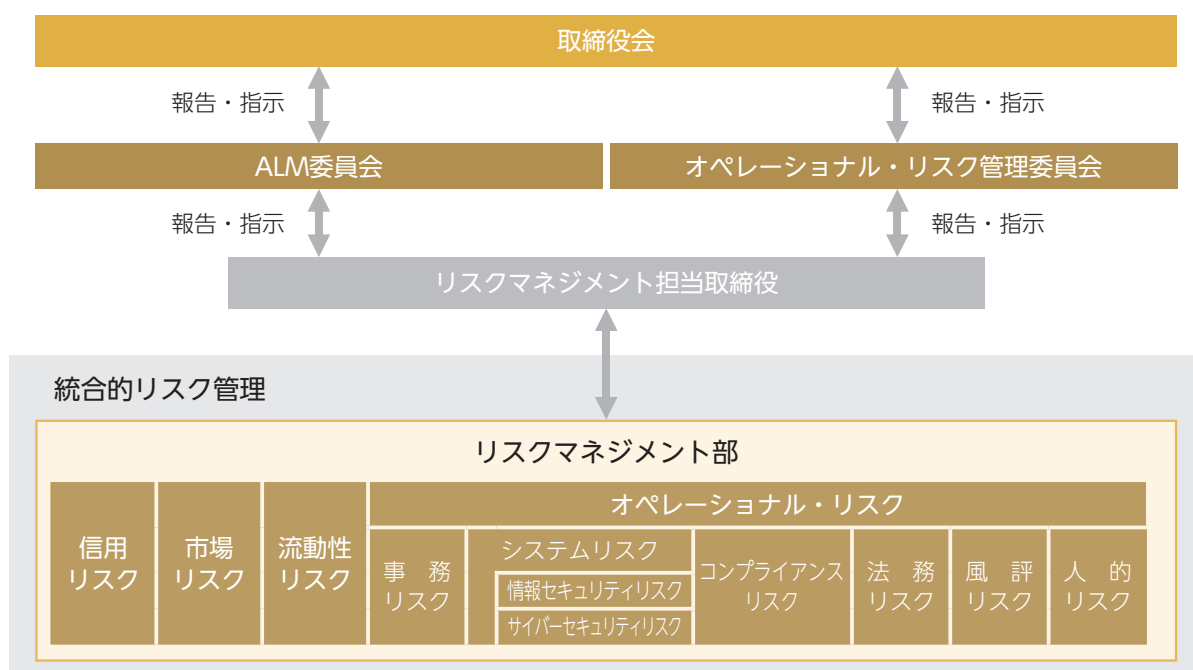 取締役会
報告・指示
報告・指示
ALM委員会
オペレーショナル・リスク管理委員会
報告・指示
報告・指示
リスクマネジメント担当取締役
統合的リスク管理
リスクマネジメント部
信用
リスク
市場
リスク
流動性
リスク
オペレーショナル・リスク
事務
リスク
システムリスク
情報セキュリティリスク
サイバーセキュリティリスク
コンプライアンス
リスク
法務
リスク
風評
リスク
人的
リスク